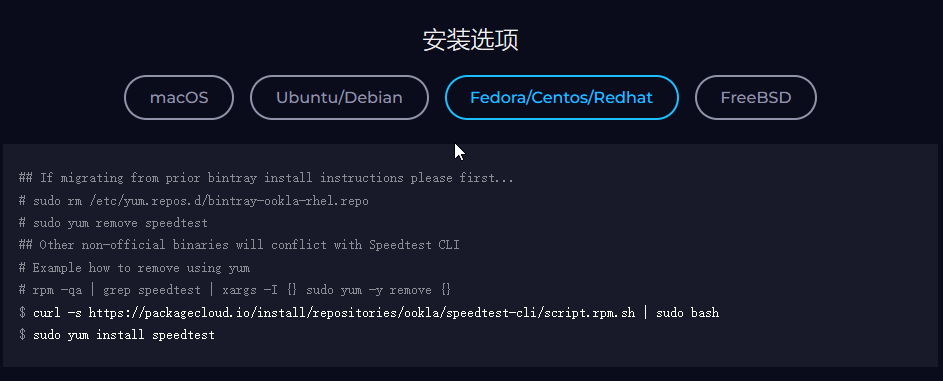 安装选项
macOS
Ubuntu/Debian
Fedora/Centos/Redhat
FreeBSD
## If migrating from prior bintray install instructions please first...
# sudo rm /etc/yum.repos.d/bintray-ookla-rhel.repo
# sudo yum remove speedtest
## Other non-official binaries will conflict with Speedtest CLI
# Example how to remove using yum
# rpm -qa | grep speedtest | xargs -I {} sudo yum -y remove {}
$ curl -s https://packagecloud.io/install/repositories/ookla/speedtest-cli/script.rpm.sh | sudo bash
$ sudo yum install speedtest